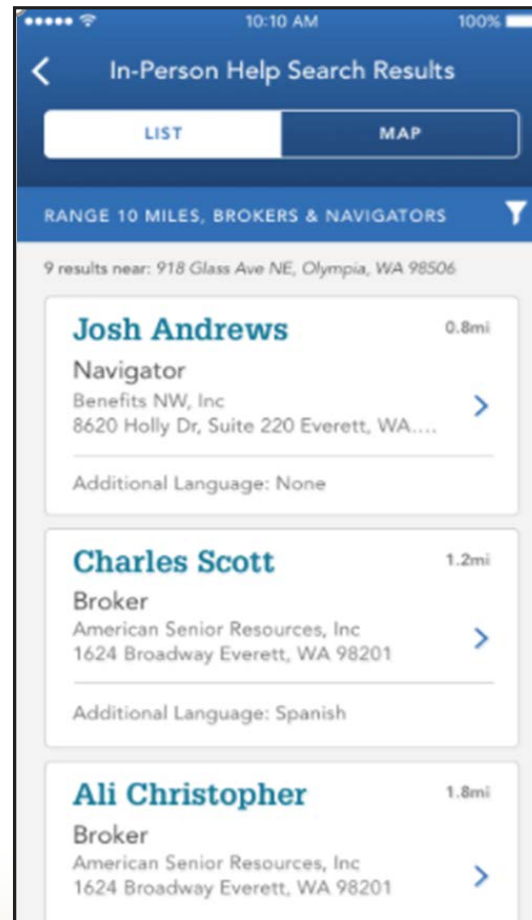 10:10 AM
100%
In-Person Help Search Results
LIST
MAP
RANGE 10 MILES, BROKERS & NAVIGATORS
9 results near: 918 Glass Ave NE, Olympia, WA 98506
Josh Andrews
0.8mi
Navigator
Benefits NW, Inc
8620 Holly Dr, Suite 220 Everett, WA....
Additional Language: None
Charles Scott
1.2mi
Broker
American Senior Resources, Inc
1624 Broadway Everett, WA 98201
Additional Language: Spanish
Ali Christopher
1.8mi
Broker
American Senior Resources, Inc
1624 Broadway Everett, WA 98201